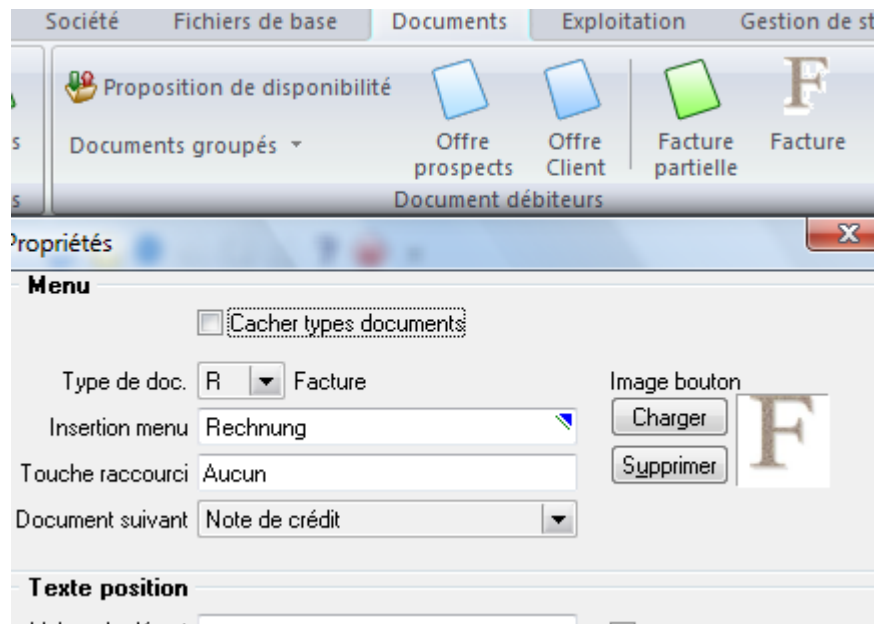 Société Fichiers de base Documents Exploitation Gestion de st
Proposition de disponibilité
s Documents groupés Offre prospects Offre Client Facture partielle Facture
s Document débiteurs
Propriétés
Menu
Cacher types documents
Type de doc. R Facture Image bouton
Insertion menu Rechnung Charger
Touche raccourci Aucun Supprimer
Document suivant Note de crédit
Texte position